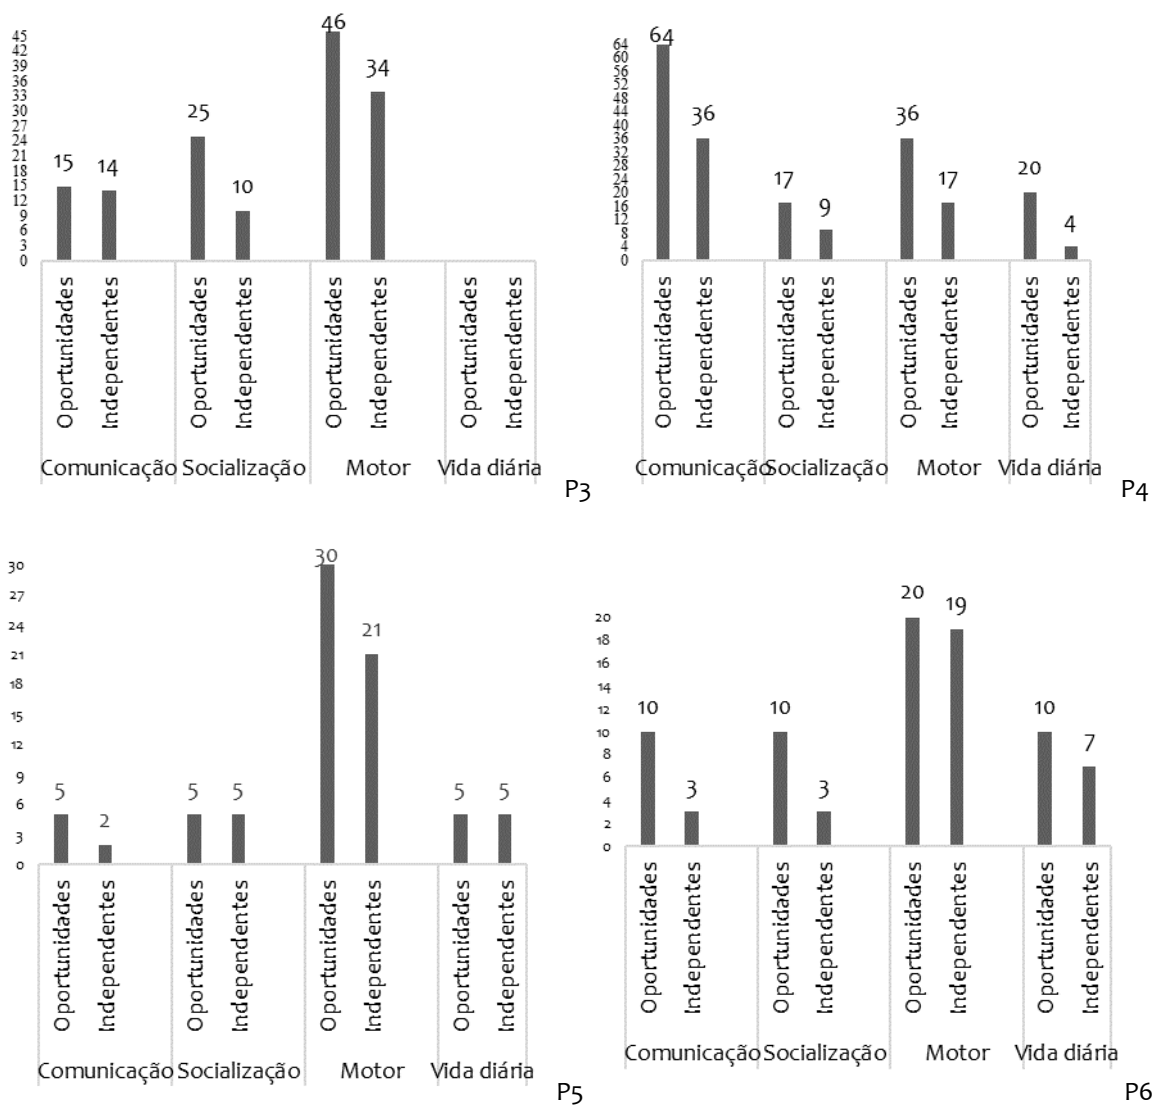 46
45
42
39
36
33
30
27
24
21
18
15
12
9
6
3
0
15
14
25
10
34
Oportunidades
Independentes
Oportunidades
Independentes
Oportunidades
Independentes
Oportunidades
Independentes
Comunicação Socialização Motor Vida diária
P3
64
60
56
52
48
44
40
36
32
28
24
20
16
12
8
4
0
64
36
17
9
36
17
20
4
Oportunidades
Independentes
Oportunidades
Independentes
Oportunidades
Independentes
Oportunidades
Independentes
Comunicação Socialização Motor Vida diária
P4
30
27
24
21
18
15
12
9
6
3
0
5
2
5
5
30
21
5
5
Oportunidades
Independentes
Oportunidades
Independentes
Oportunidades
Independentes
Oportunidades
Independentes
Comunicação Socialização Motor Vida diária
P5
20
18
16
14
12
10
8
6
4
2
0
10
3
10
3
20
19
10
7
Oportunidades
Independentes
Oportunidades
Independentes
Oportunidades
Independentes
Oportunidades
Independentes
Comunicação Socialização Motor Vida diária
P6